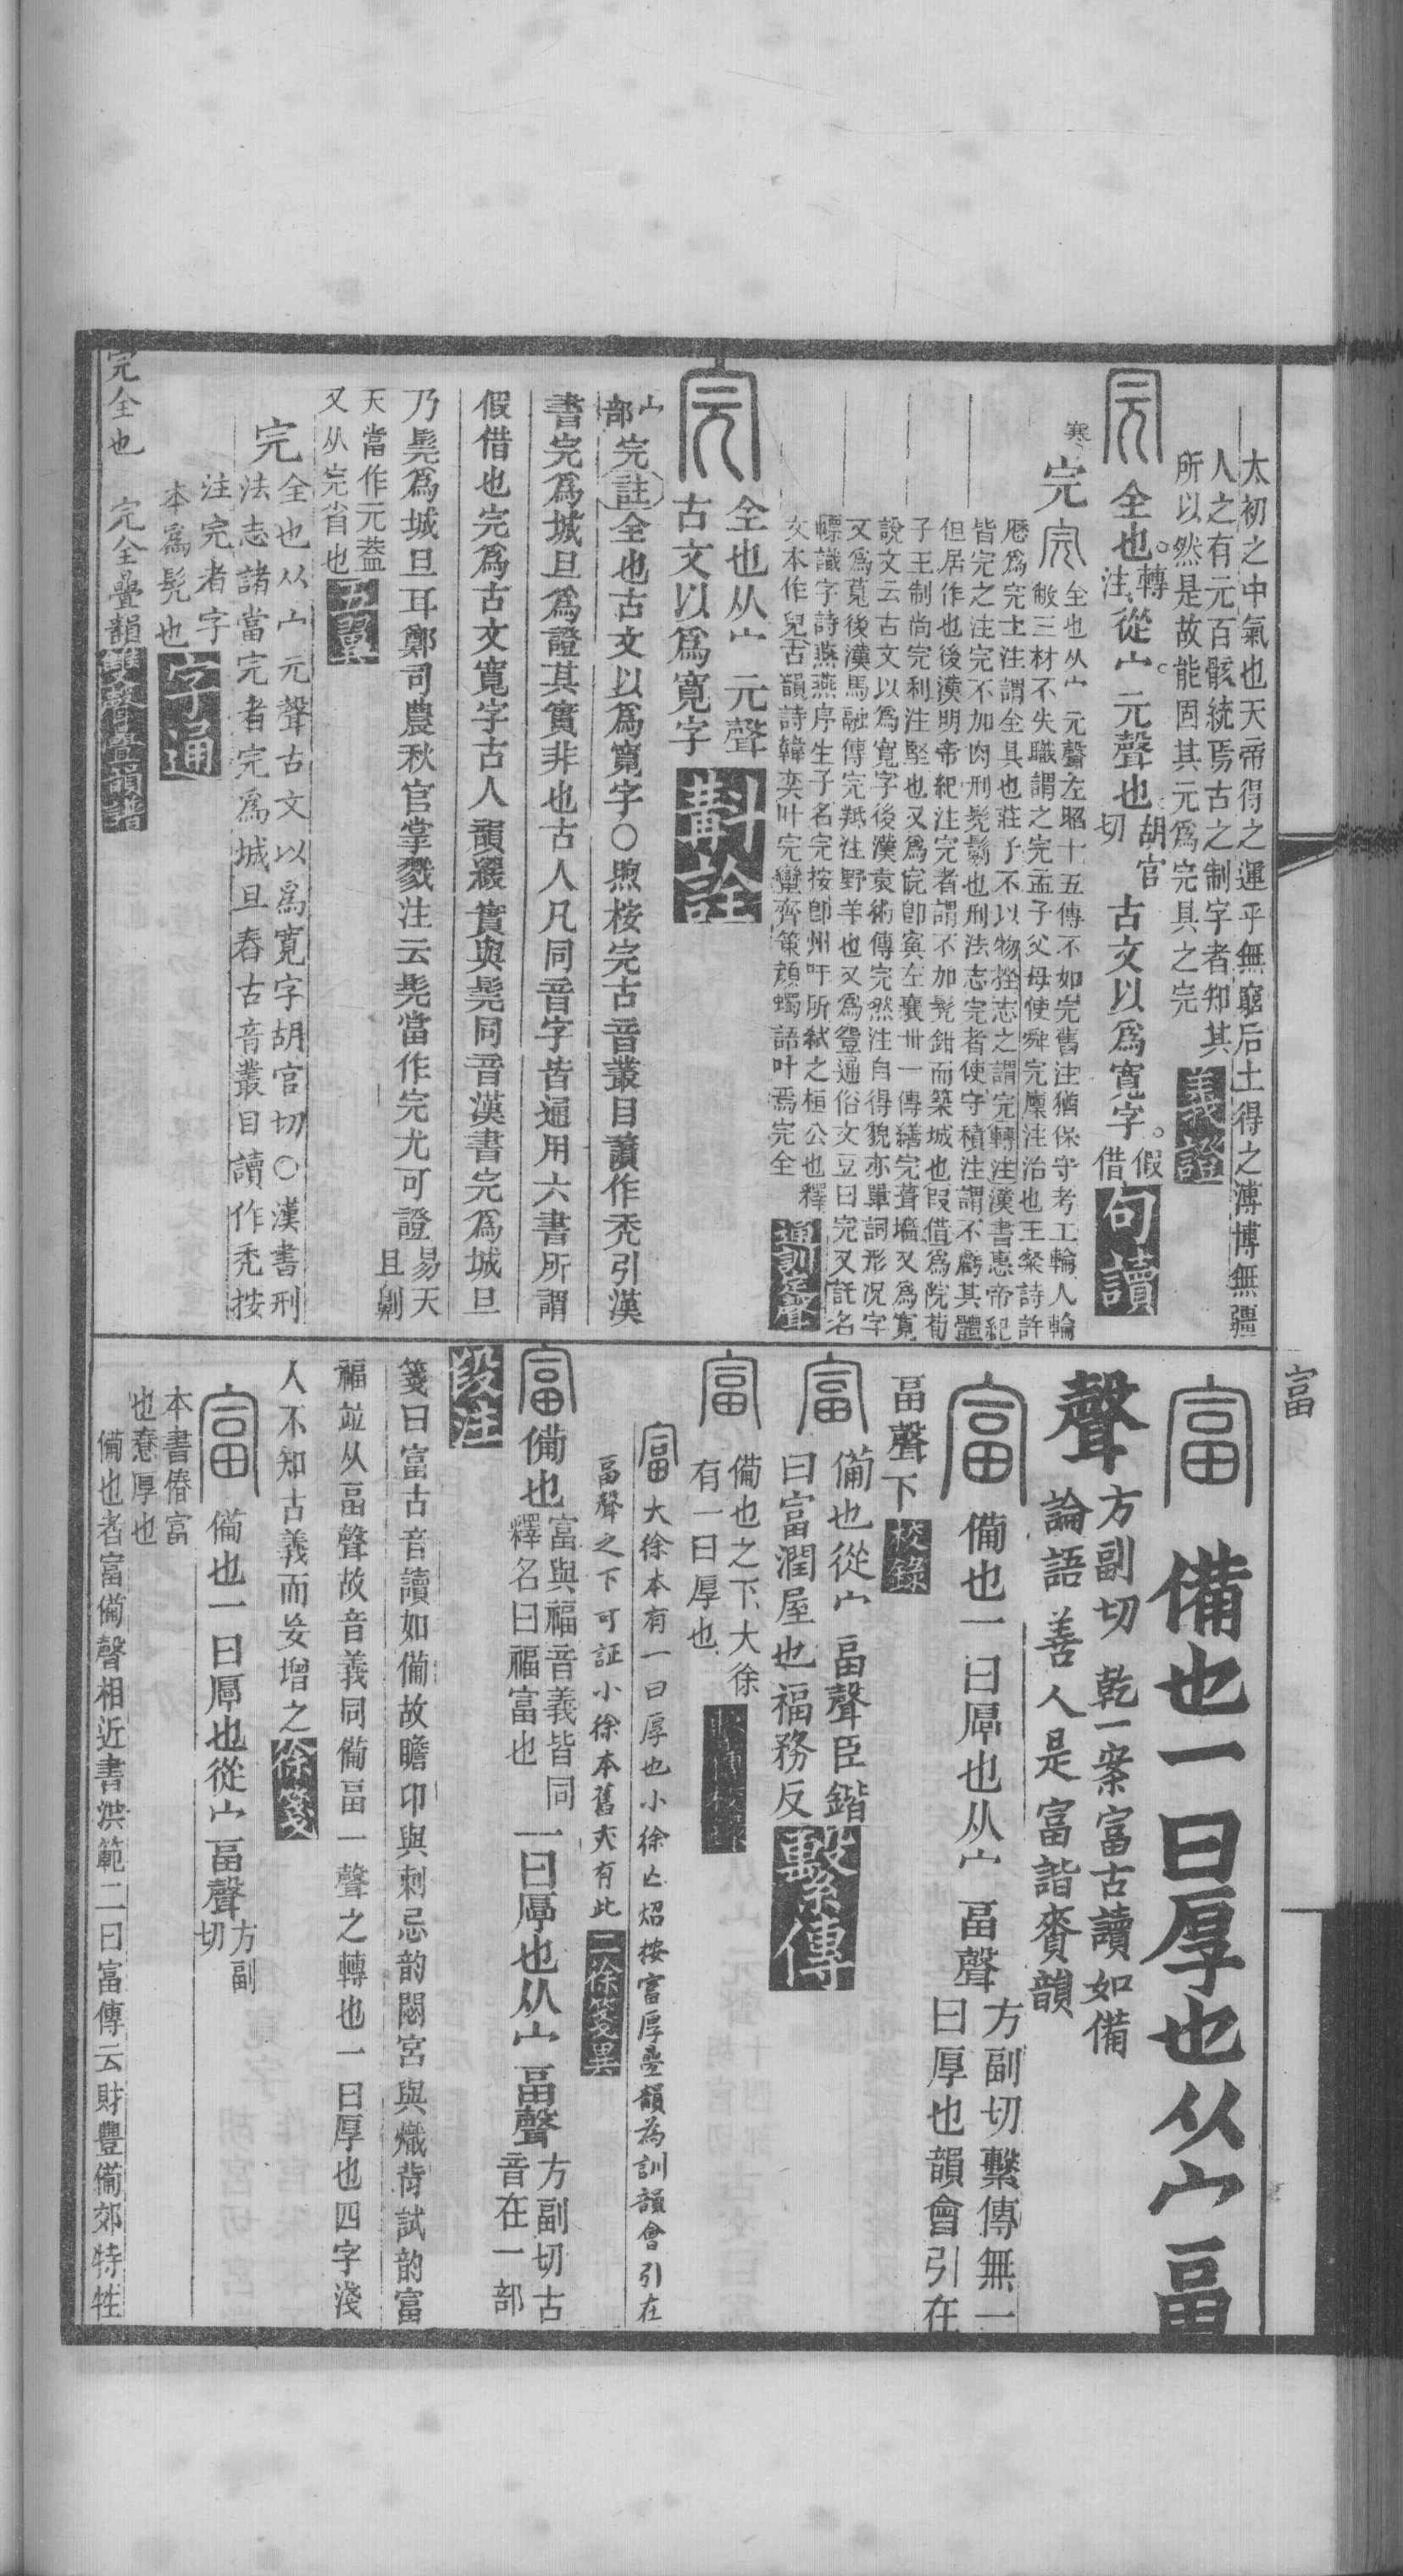 太初之中氣也天帝得之運乎無窮后土得之溥博無疆
人之有元百骸統焉古之制字者知其
所以然是故能固其元爲完具之完
義證
完
全也
轉注
從宀元聲也
胡官切
古文以爲寬字
假借
句讀
寒
完
完
全也从宀元聲左昭十五傳不如完舊注猶保守考工輪人輪
敝三材不失職謂之完孟子父母使舜完廩注治也王粲詩許
歷爲完士注謂全具也莊子不以物挫志之謂完轉注漢書惠帝紀
皆完之注完不加肉刑髡鬄也刑法志完者使守積注謂不虧其體
但居作也後漢明帝紀注完者謂不加髡鉗而築城也叚借爲院荀
子王制尚完利注堅也又爲寇卽寅左襄卅一傳繕完葺牆又爲寬
說文云古文以爲寬字後漢袁術傳完然注自得貌亦單詞形況字
又爲萈後漢馬融傳完羝注野羊也又爲䝅通俗文豆曰完又託名
幖識字詩燕燕序生子名完按卽州吁所弑之桓公也釋
文本作兒古韻詩韓奕叶完蠻齊策顔蠋語叶焉完全
通訓定聲
完
仝也从宀元聲
古文以爲寬字
斠詮
宀部
完
註
全也古文以爲寬字○煦桉完古音叢目讀作禿引漢
書完爲城旦爲證其實非也古人凡同音字皆通用六書所謂
假借也完爲古文寬字古人韻緩實與髡同音漢書完爲城旦
乃髡爲城旦耳鄭司農秋官掌戮注云髡當作完尤可證
易天且劓
天當作元蓋
又从完省也
完
全也从宀元聲古文以爲寬字胡官切○漢書刑
法志諸當完者完爲城旦舂古音叢目讀作禿按
注完者字
本爲髡也
字通
完全也　完全疊韻
雙聲疊韻譜
富
富
備也一曰厚也从宀畐
聲
方副切　乾一案富古讀如備
論語善人是富諧賚韻
富
備也一曰厚也从宀畐聲
方副切繫傳無一
曰厚也韻會引在
畐聲下
校錄
富
備也從宀畐聲臣鍇
曰富潤屋也福務反
繫傳
富
備也之下大徐
有一曰厚也
富
大徐本有一曰厚也小徐亾炤按富厚疊韻為訓韻會引在
畐聲之下可証小徐本舊亦有此
二徐箋異
富
備也
富與福音義皆同
釋名曰福富也
一曰厚也从宀畐聲
方副切古
音在一部
段注
箋曰富古音讀如備故瞻卬與刺忌韵閟宮與熾背試韵富
福竝从畐聲故音義同備畐一聲之轉也一曰厚也四字淺
人不知古義而妄增之
徐箋
富
備也一曰厚也從宀畐聲
方副切
本書偆富
也惷厚也
備也者富備聲相近書洪範二曰富傳云財豐備郊特牲